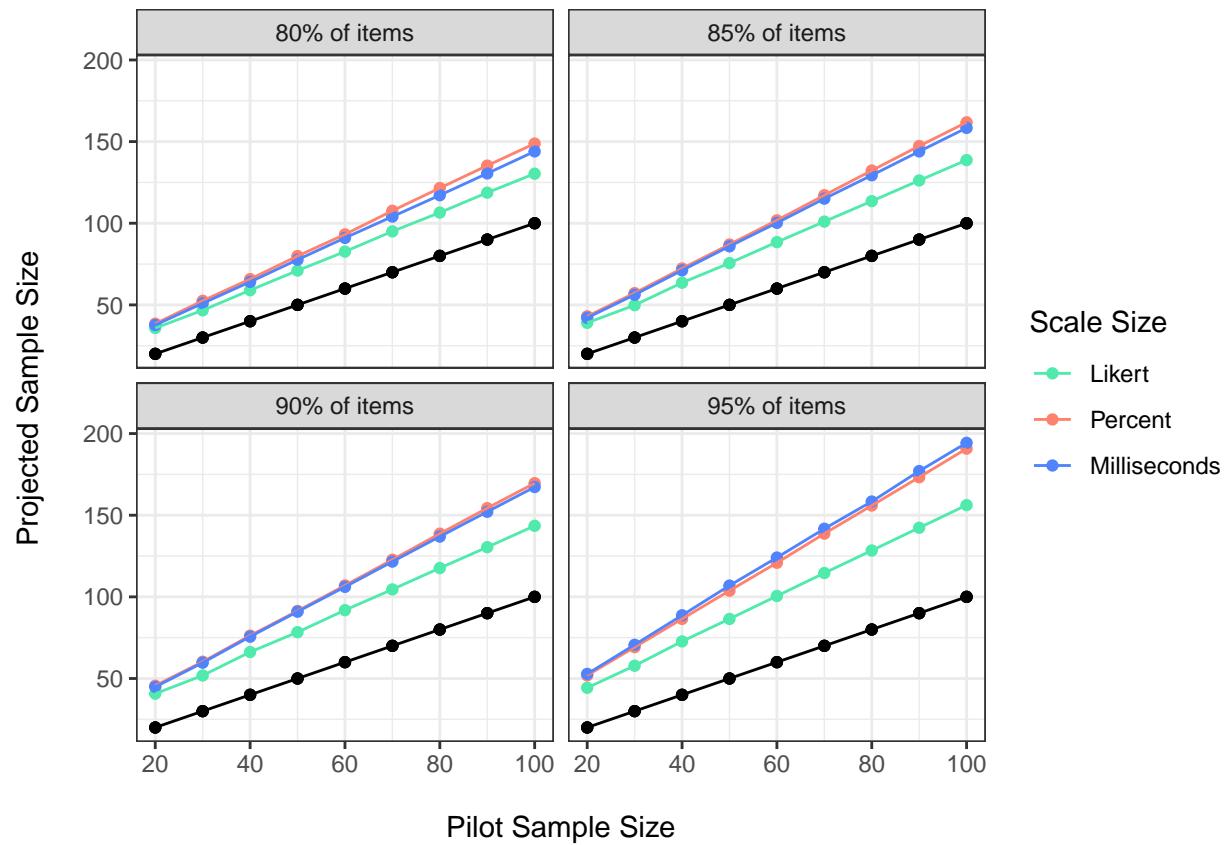 80% of items
85% of items
200
150
100
50
90% of items
95% of items
200
150
100
50
20 40 60 80 100
20 40 60 80 100
Projected Sample Size
Pilot Sample Size
Scale Size
Likert
Percent
Milliseconds